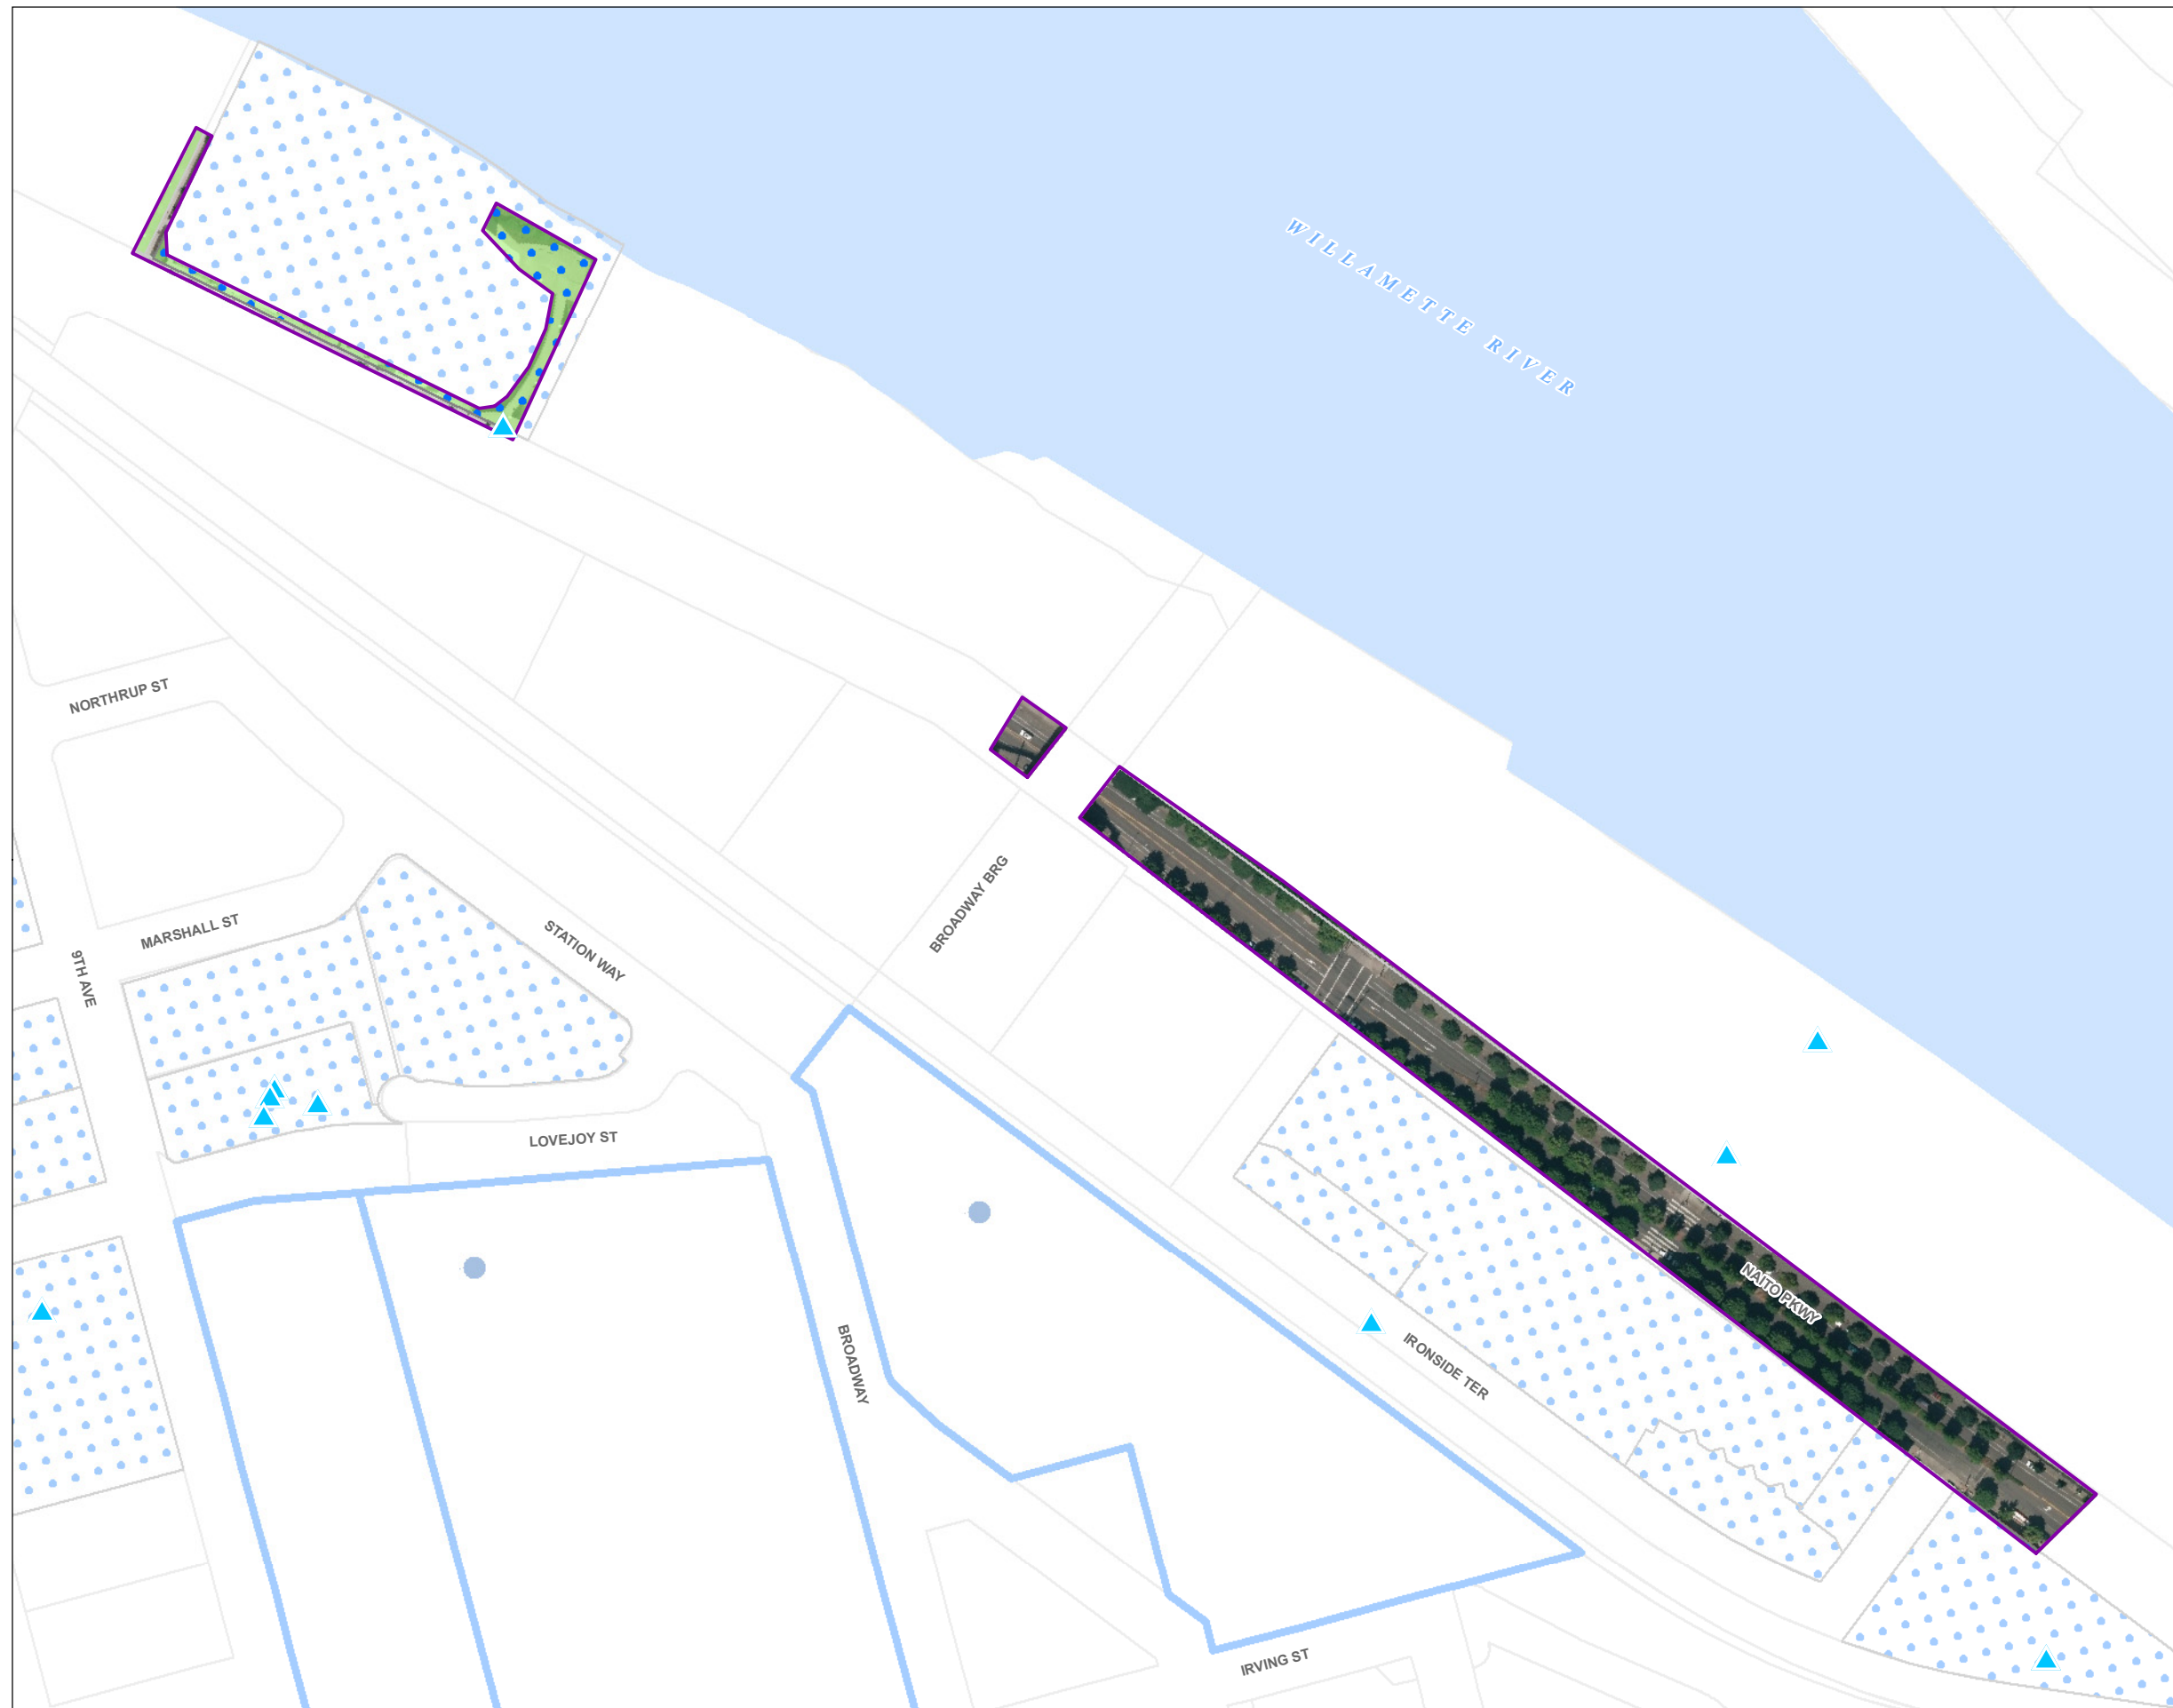 WILLAMETTE RIVER
NORTHRUP ST
MARSHALL ST
9TH AVE
STATION WAY
BROADWAY BRG
LOVEJOY ST
BROADWAY
NAITO PKWY
IRONSIDE TER
IRVING ST